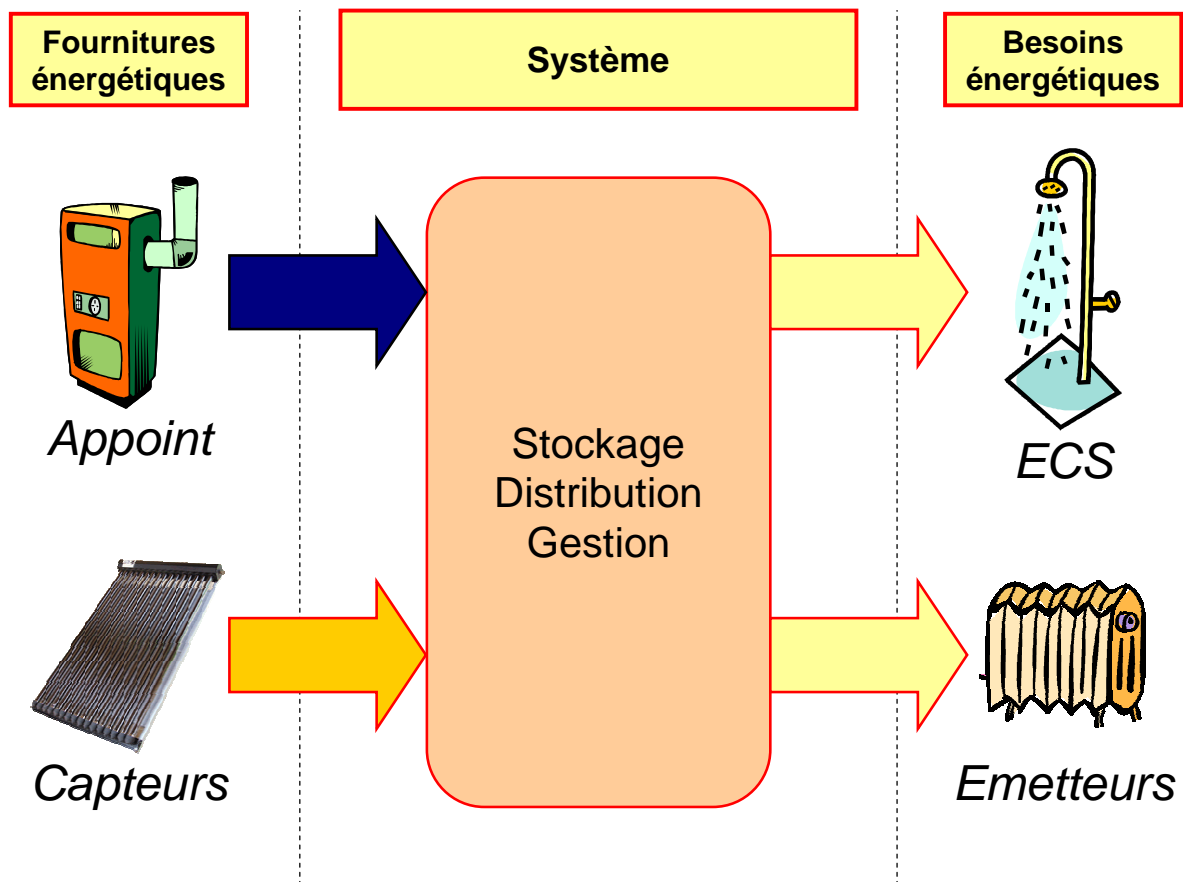 Fournitures
énergétiques
Système
Besoins
énergétiques
Appoint
ECS
Stockage
Distribution
Gestion
Capteurs
Emetteurs